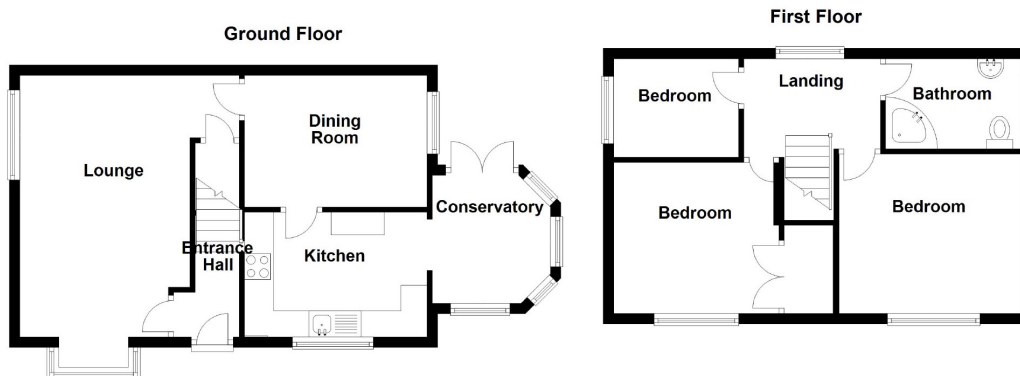 Ground Floor
Lounge
Dining
Room
Entrance
Hall
Kitchen
Conservatory
First Floor
Bedroom
Landing
Bathroom
Bedroom
Bedroom